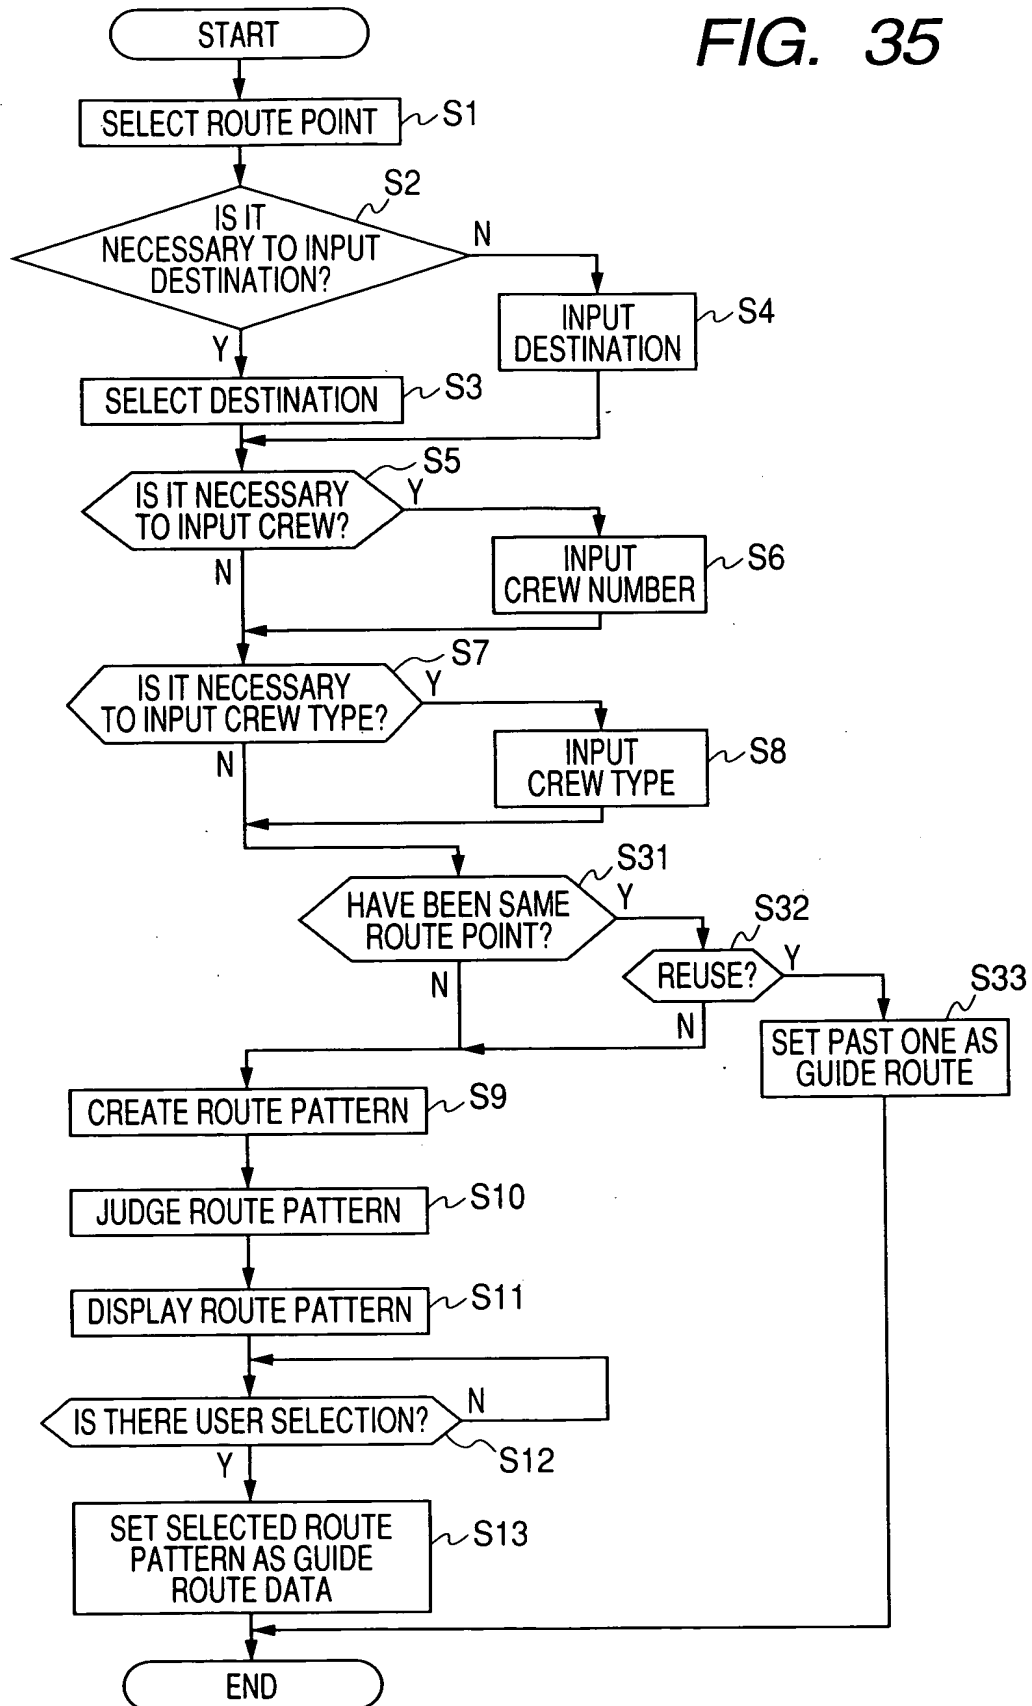 FIG. 35
START
SELECT ROUTE POINT
S1
S2
IS IT
NECESSARY TO INPUT
DESTINATION?
N
Y
INPUT
DESTINATION
S4
SELECT DESTINATION
S3
S5
IS IT NECESSARY
TO INPUT CREW?
Y
N
INPUT
CREW NUMBER
S6
S7
IS IT NECESSARY
TO INPUT CREW TYPE?
Y
N
INPUT
CREW TYPE
S8
S31
HAVE BEEN SAME
ROUTE POINT?
Y
N
S32
REUSE?
Y
N
S33
SET PAST ONE AS
GUIDE ROUTE
CREATE ROUTE PATTERN
S9
JUDGE ROUTE PATTERN
S10
DISPLAY ROUTE PATTERN
S11
IS THERE USER SELECTION?
N
S12
Y
SET SELECTED ROUTE
PATTERN AS GUIDE
ROUTE DATA
S13
END